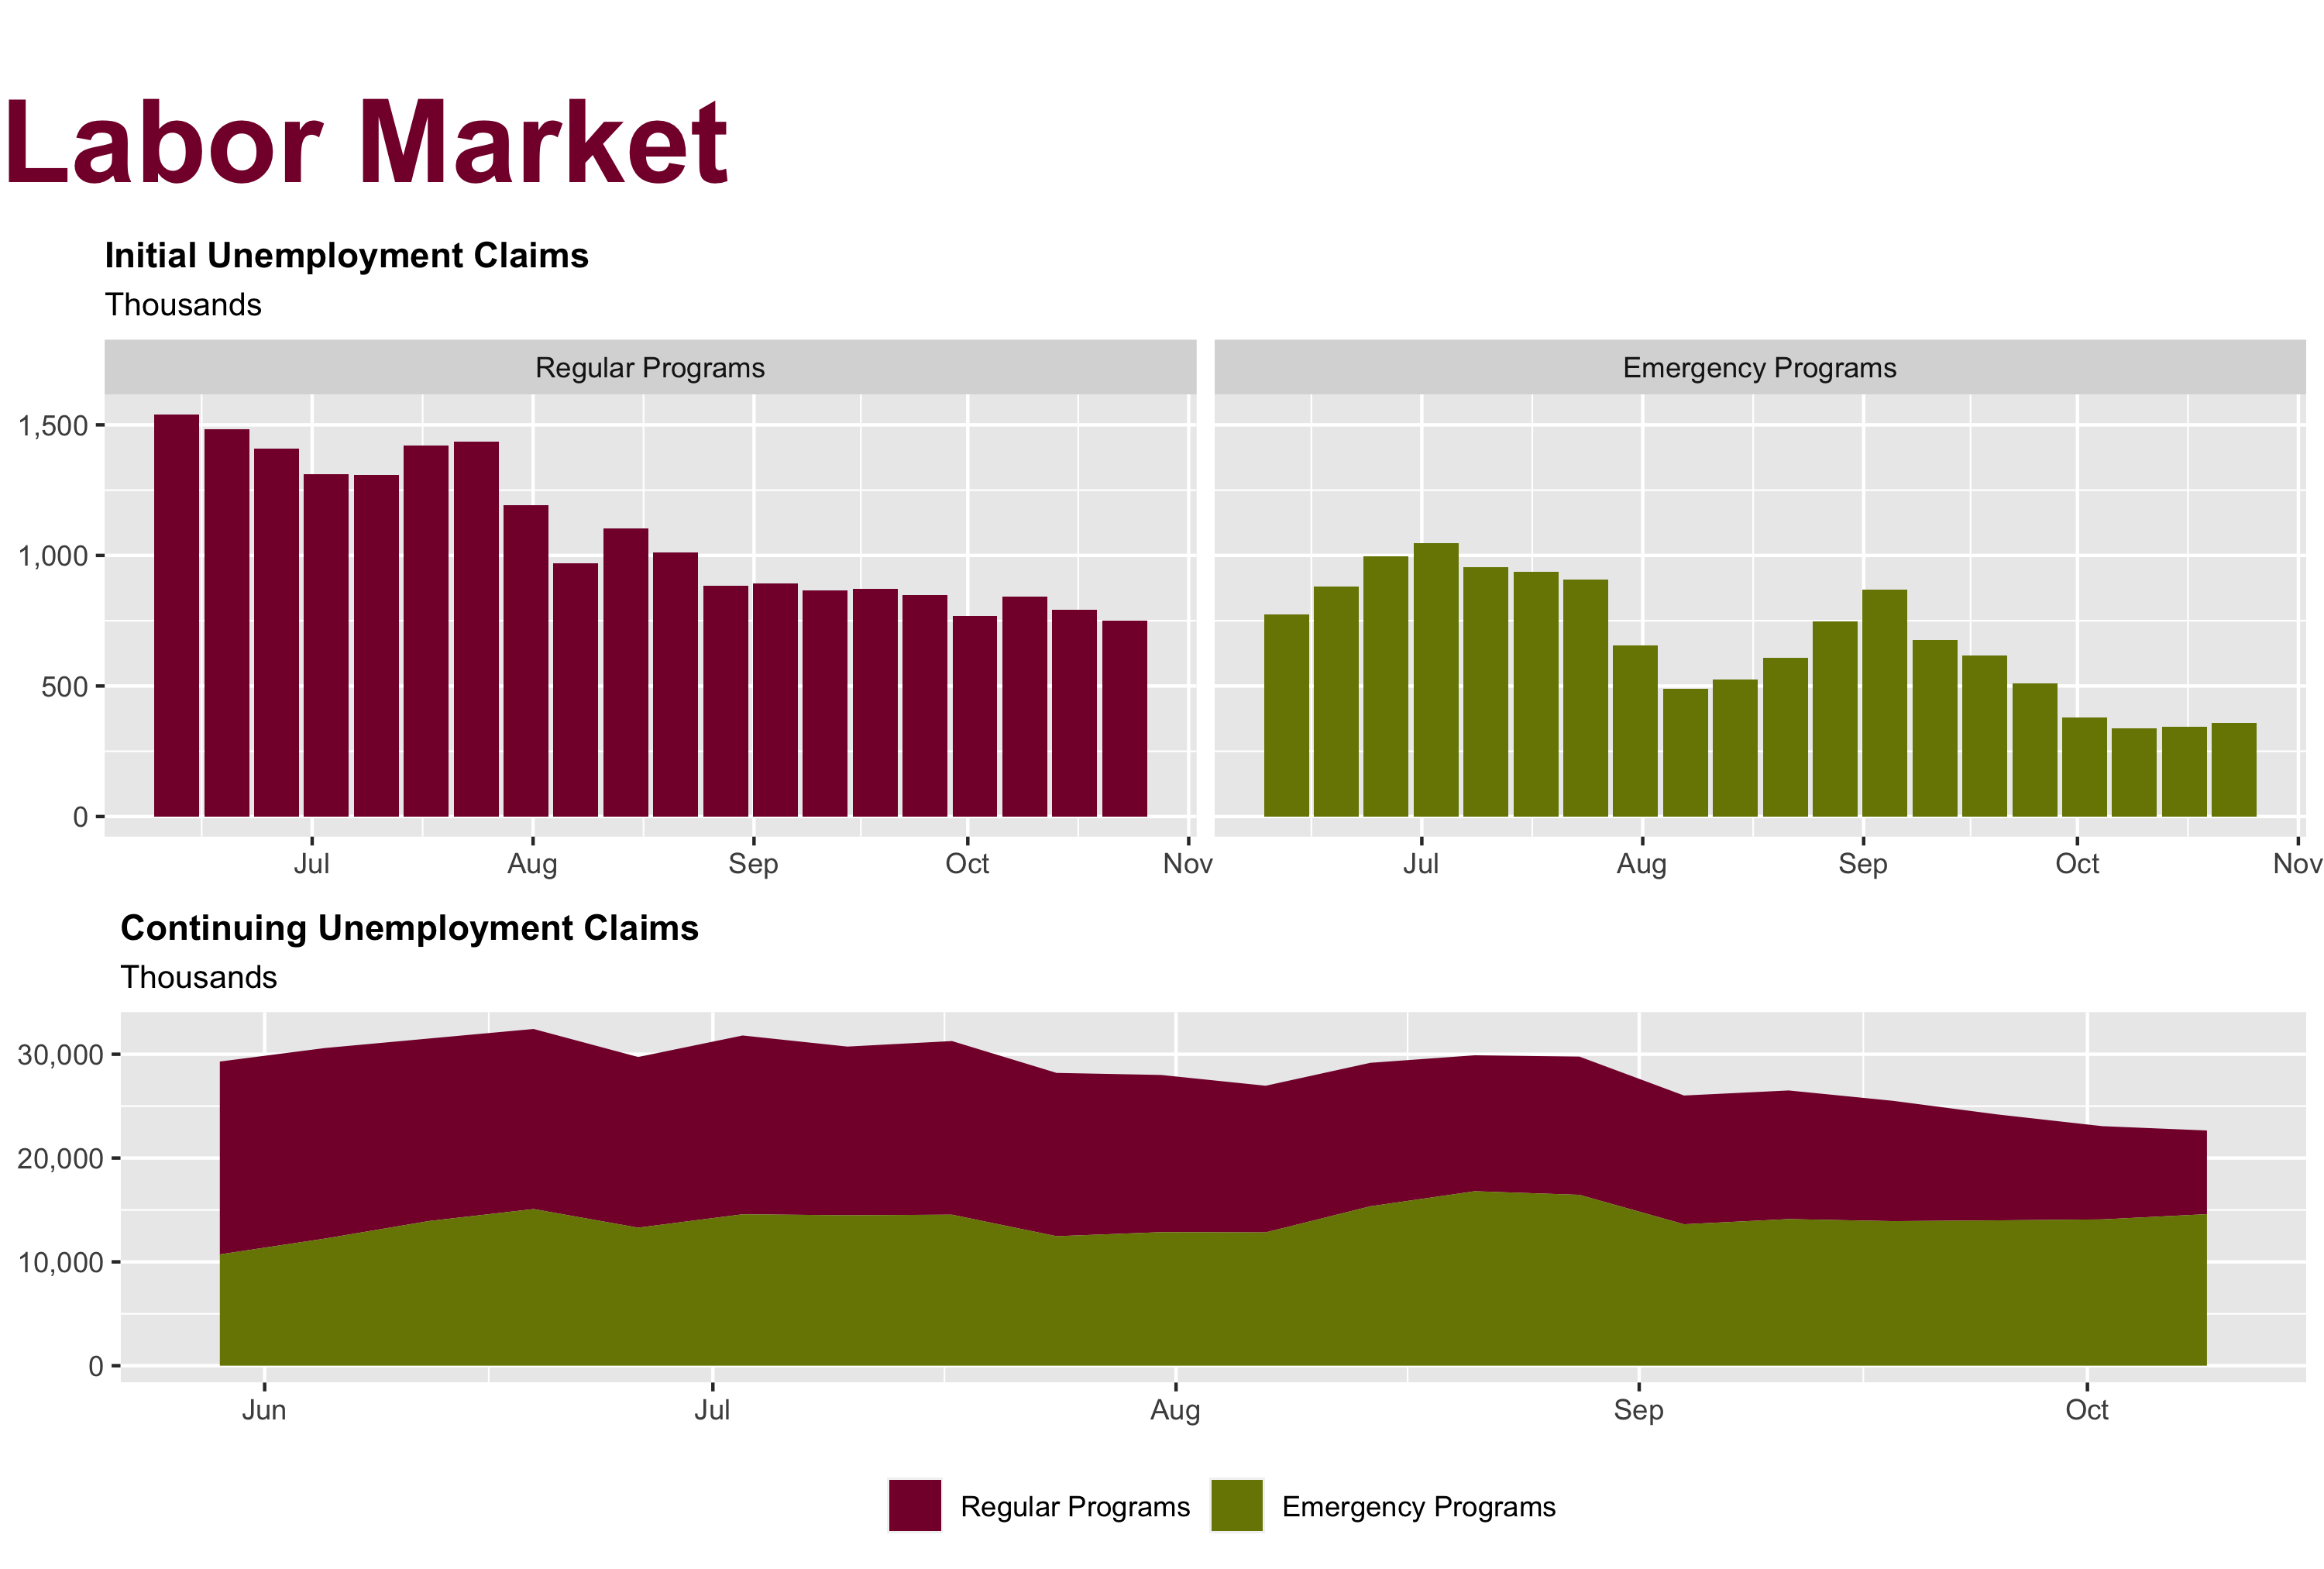 Labor Market
Initial Unemployment Claims
Thousands
Regular Programs
Emergency Programs
1,500
1,000
500
0
Jul Aug Sep Oct Nov
Jul Aug Sep Oct Nov
Continuing Unemployment Claims
Thousands
30,000
20,000
10,000
0
Jun Jul Aug Sep Oct
Regular Programs Emergency Programs